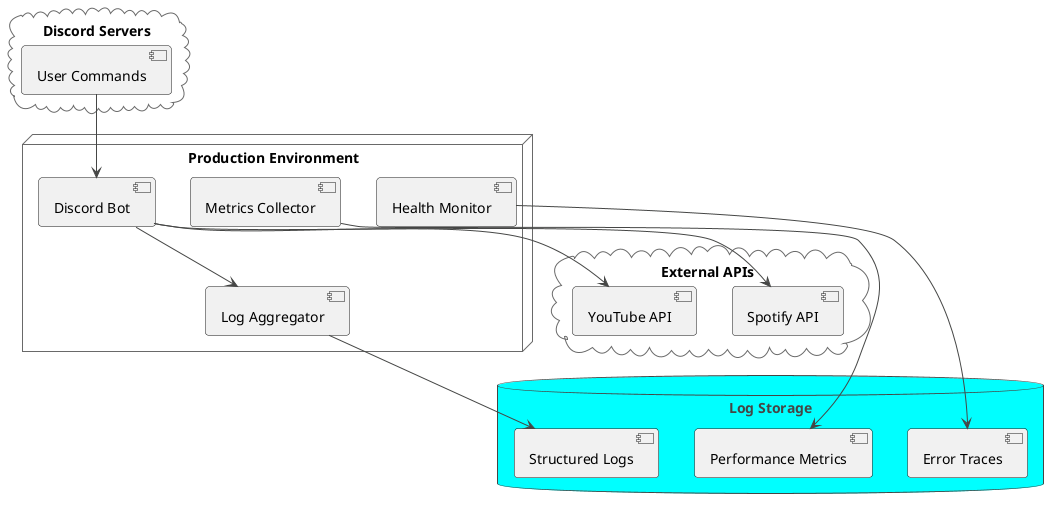 Discord Servers
User Commands
Production Environment
Discord Bot
Metrics Collector
Health Monitor
Log Aggregator
External APIs
YouTube API
Spotify API
Log Storage
Structured Logs
Performance Metrics
Error Traces